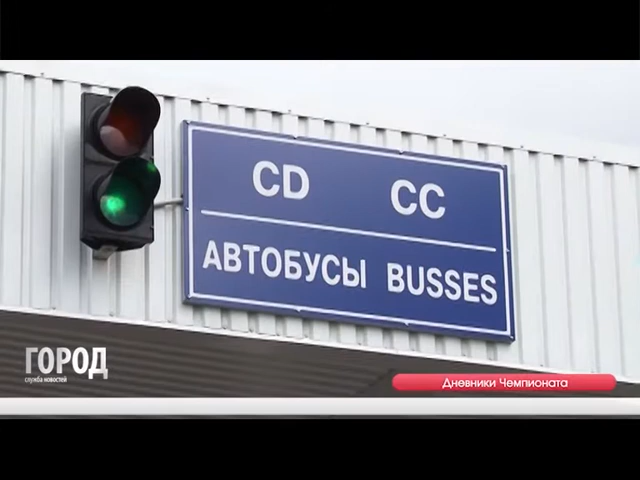 CD CC
АВТОБУСЫ BUSSES
ГОРОД
служба новостей
Дневники Чемпионата